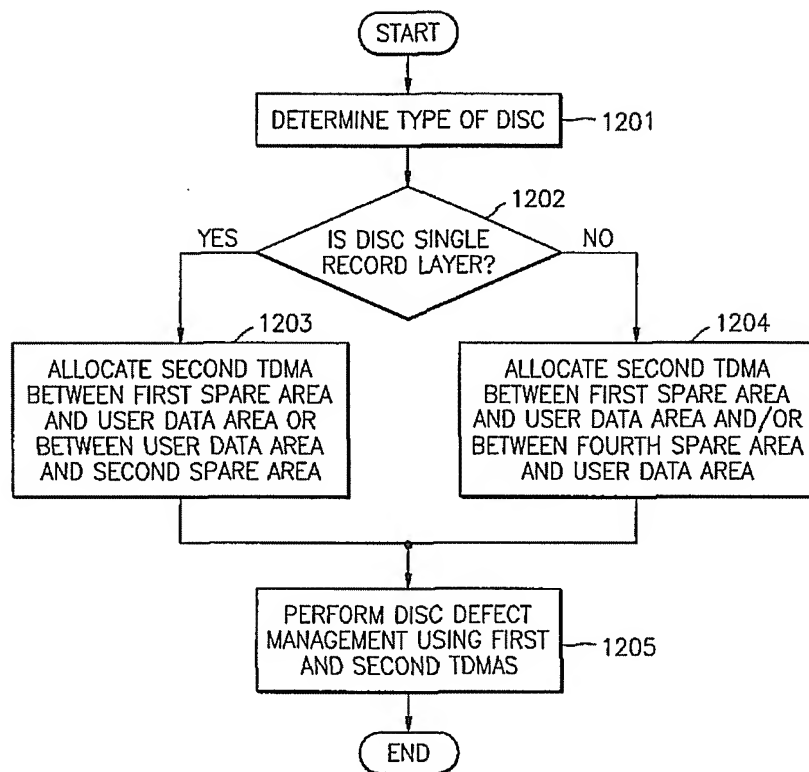 START
DETERMINE TYPE OF DISC
1201
1202
IS DISC SINGLE
RECORD LAYER?
YES
NO
1203
ALLOCATE SECOND TDMA
BETWEEN FIRST SPARE AREA
AND USER DATA AREA OR
BETWEEN USER DATA AREA
AND SECOND SPARE AREA
1204
ALLOCATE SECOND TDMA
BETWEEN FIRST SPARE AREA
AND USER DATA AREA AND/OR
BETWEEN FOURTH SPARE AREA
AND USER DATA AREA
PERFORM DISC DEFECT
MANAGEMENT USING FIRST
AND SECOND TDMAS
1205
END